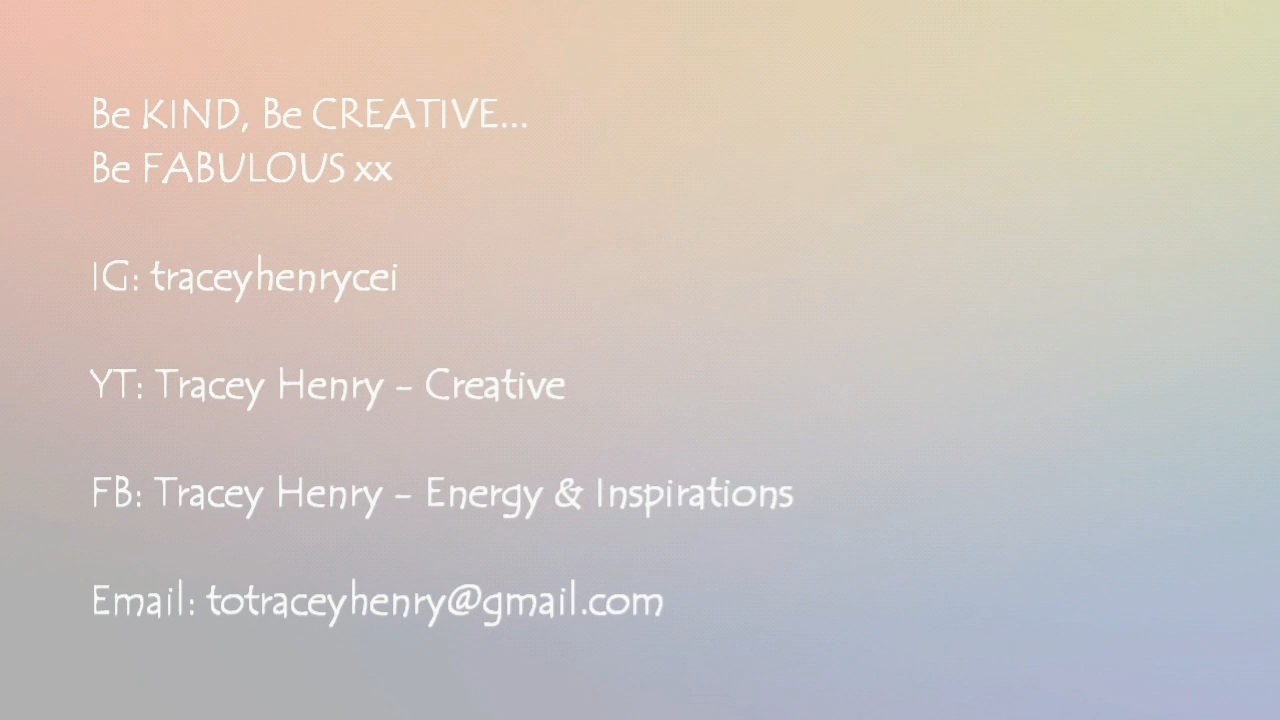 Be KIND, Be CREATIVE...
Be FABULOUS xx
IG: traceyhenrycei
YT: Tracey Henry - Creative
FB: Tracey Henry - Energy & Inspirations
Email: totraceyhenry@gmail.com